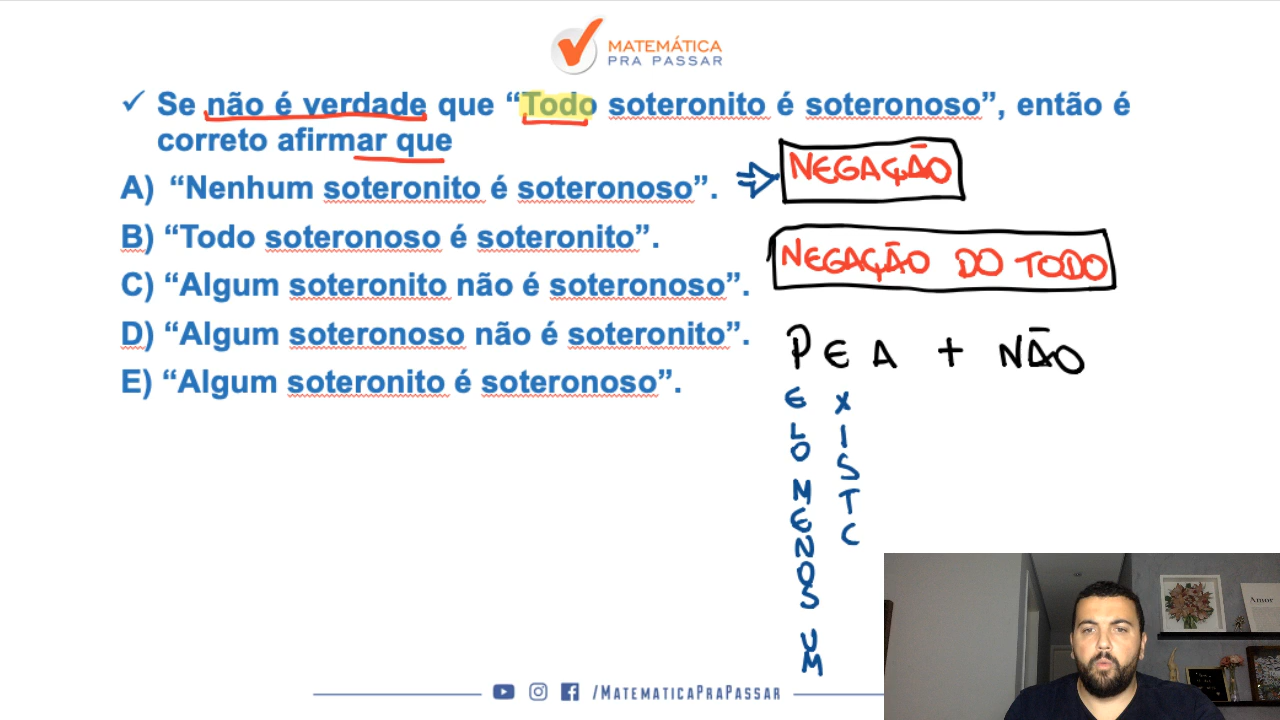 MATEMÁTICA
PRA PASSAR
✓ Se não é verdade que “Todo soteronito é soteronoso”, então é
correto afirmar que
A) “Nenhum soteronito é soteronoso”.
B) “Todo soteronoso é soteronito”.
C) “Algum soteronito não é soteronoso”.
D) “Algum soteronoso não é soteronito”.
E) “Algum soteronito é soteronoso”.
NEGAÇÃO
NEGAÇÃO DO TODO
P E A + NÃO
E X
L I
O S
M T
E C
N
O
S
U
M
Amor
/MATEMATICAPRAPASSAR